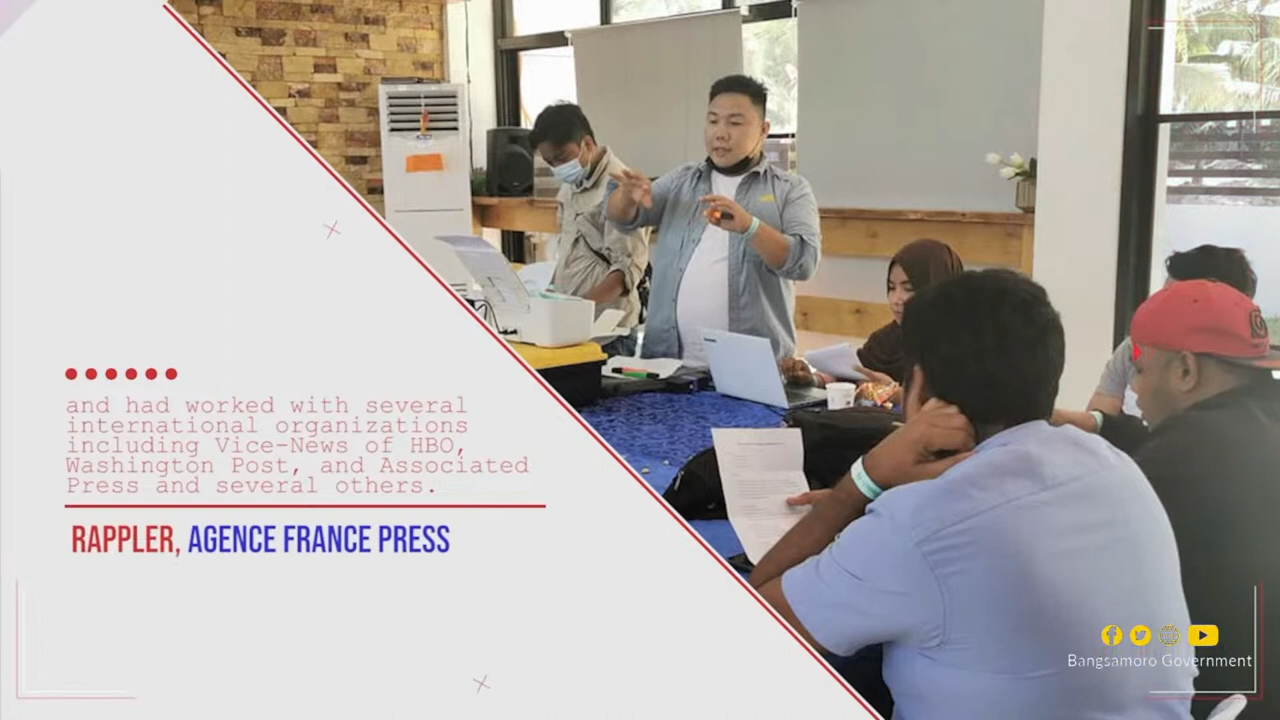 and had worked with several
international organizations
including Vice-News of HBO,
Washington Post, and Associated
Press and several others.
RAPPLER, AGENCE FRANCE PRESS
Bangsamoro Government